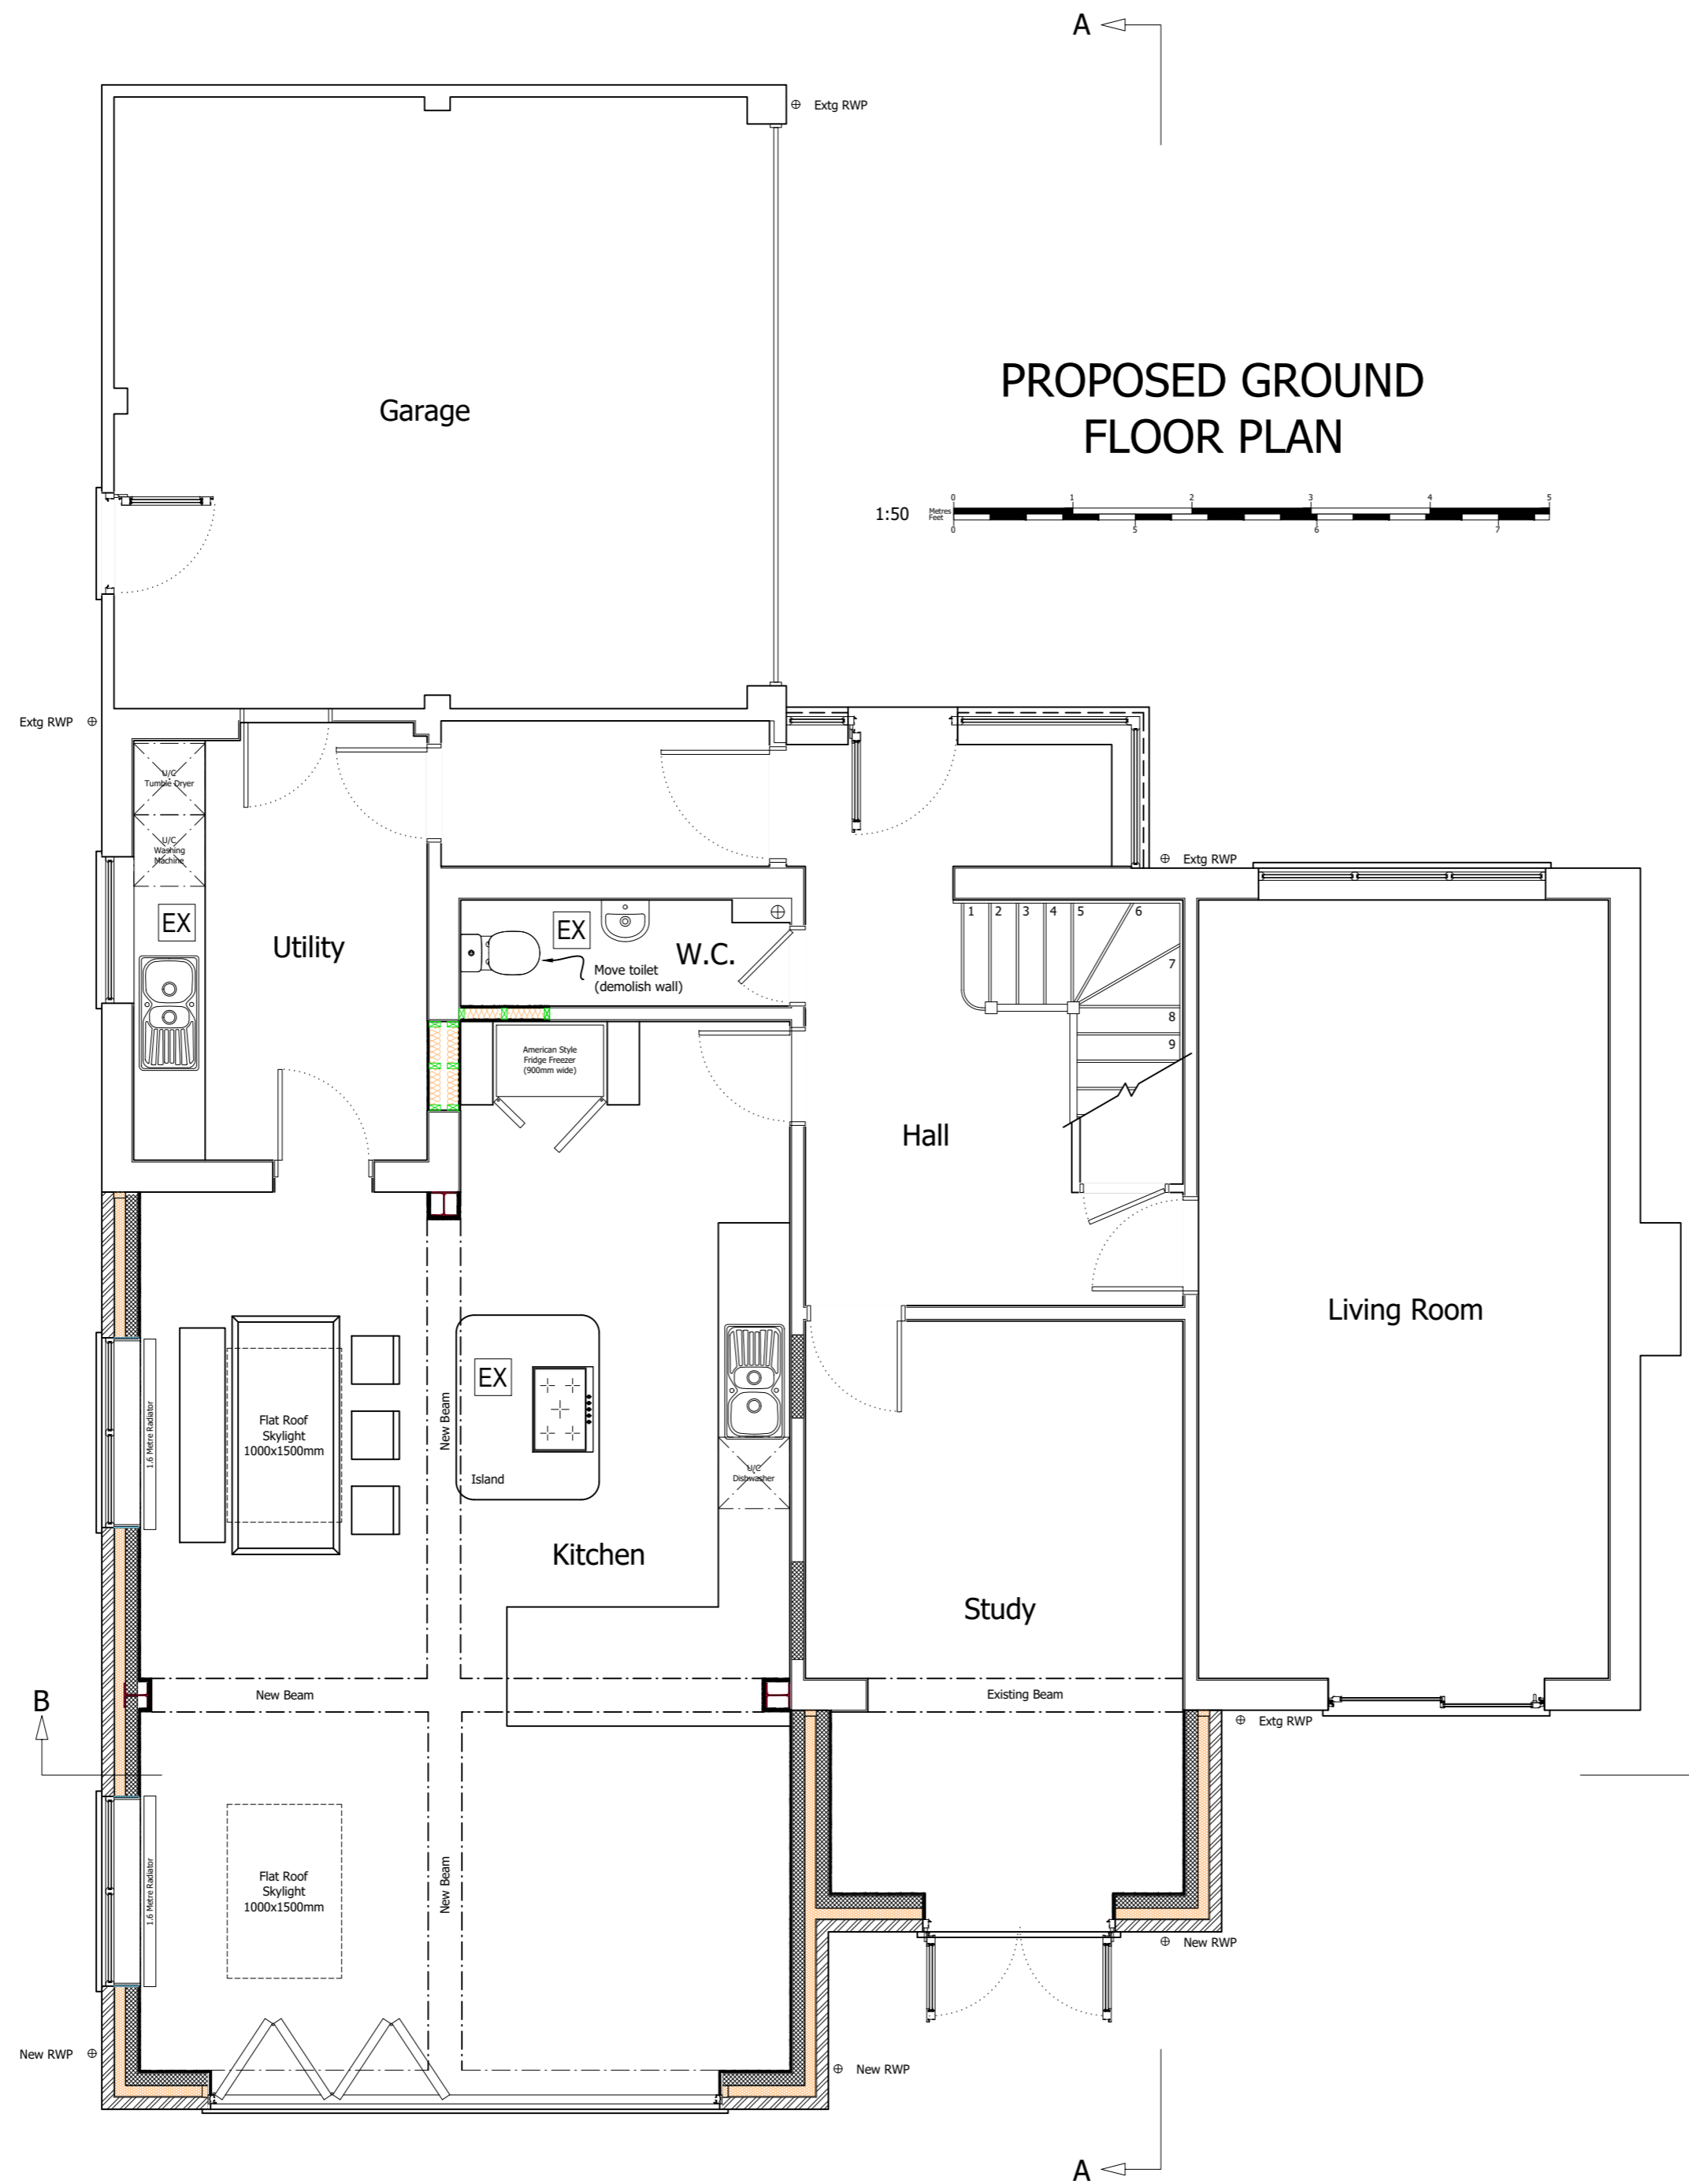 A
Extg RWP
PROPOSED GROUND
FLOOR PLAN
Garage
1:50
Metres
Feet
0 1 2 3 4 5
0 5 6 7
Extg RWP
U/C
Tumble Dryer
U/C
Washing
Machine
EX
Utility
EX
W.C.
Move toilet
(demolish wall)
Extg RWP
1 2 3 4 5 6
7
8
9
American Style
Fridge Freezer
(900mm wide)
Hall
Living Room
EX
New Beam
Island
Flat Roof
Skylight
1000x1500mm
1.6 Metre Radiator
U/C
Dishwasher
Kitchen
Study
B
New Beam
Existing Beam
Extg RWP
Flat Roof
Skylight
1000x1500mm
1.6 Metre Radiator
New Beam
New RWP
New RWP
New RWP
A